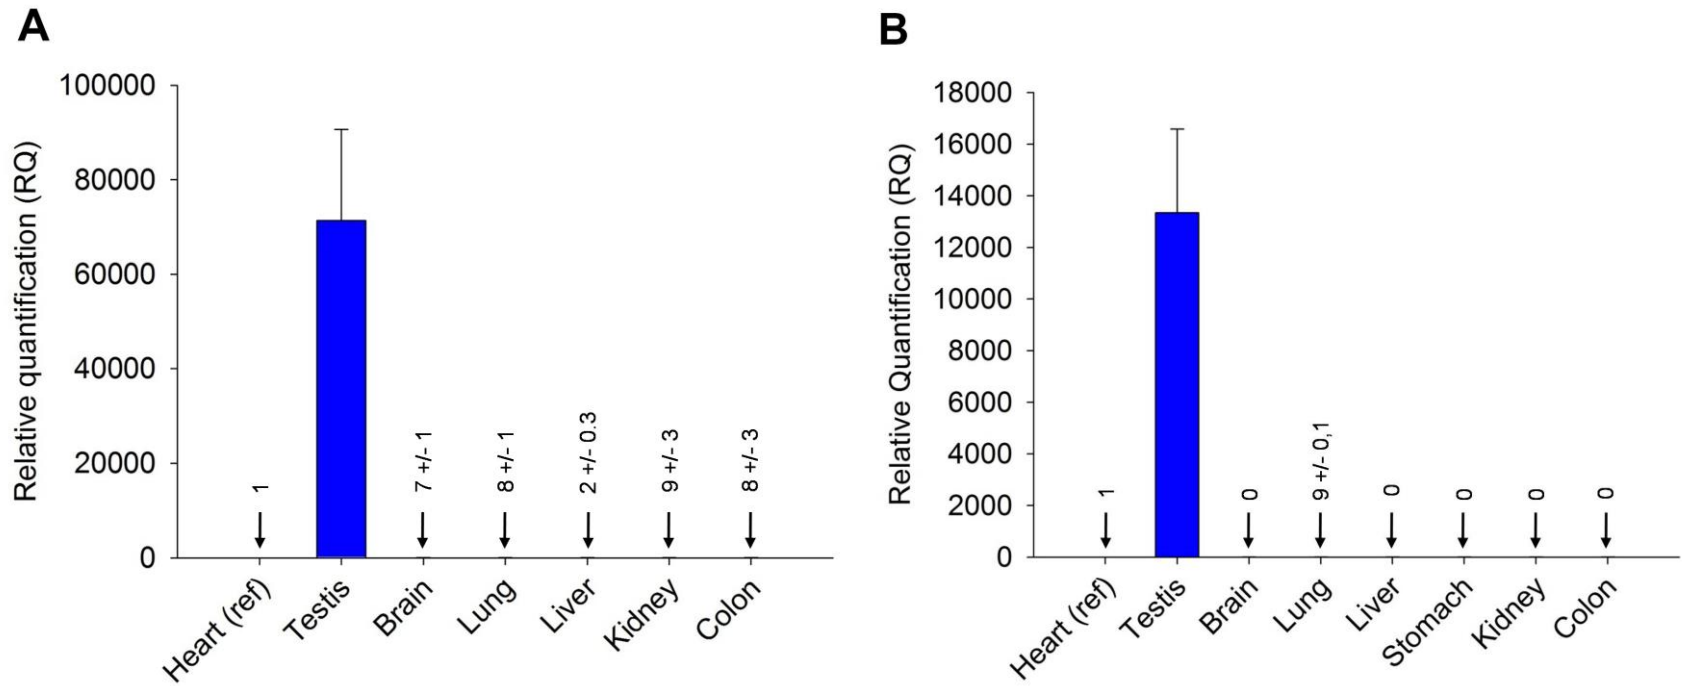 A
Relative quantification (RQ)
100000
80000
60000
40000
20000
0
1
7 +/- 1
8 +/- 1
2 +/- 0.3
9 +/- 3
8 +/- 3
Heart (ref)
Testis
Brain
Lung
Liver
Kidney
Colon
B
Relative Quantification (RQ)
18000
16000
14000
12000
10000
8000
6000
4000
2000
0
1
0
9 +/- 0,1
0
0
0
0
Heart (ref)
Testis
Brain
Lung
Liver
Stomach
Kidney
Colon